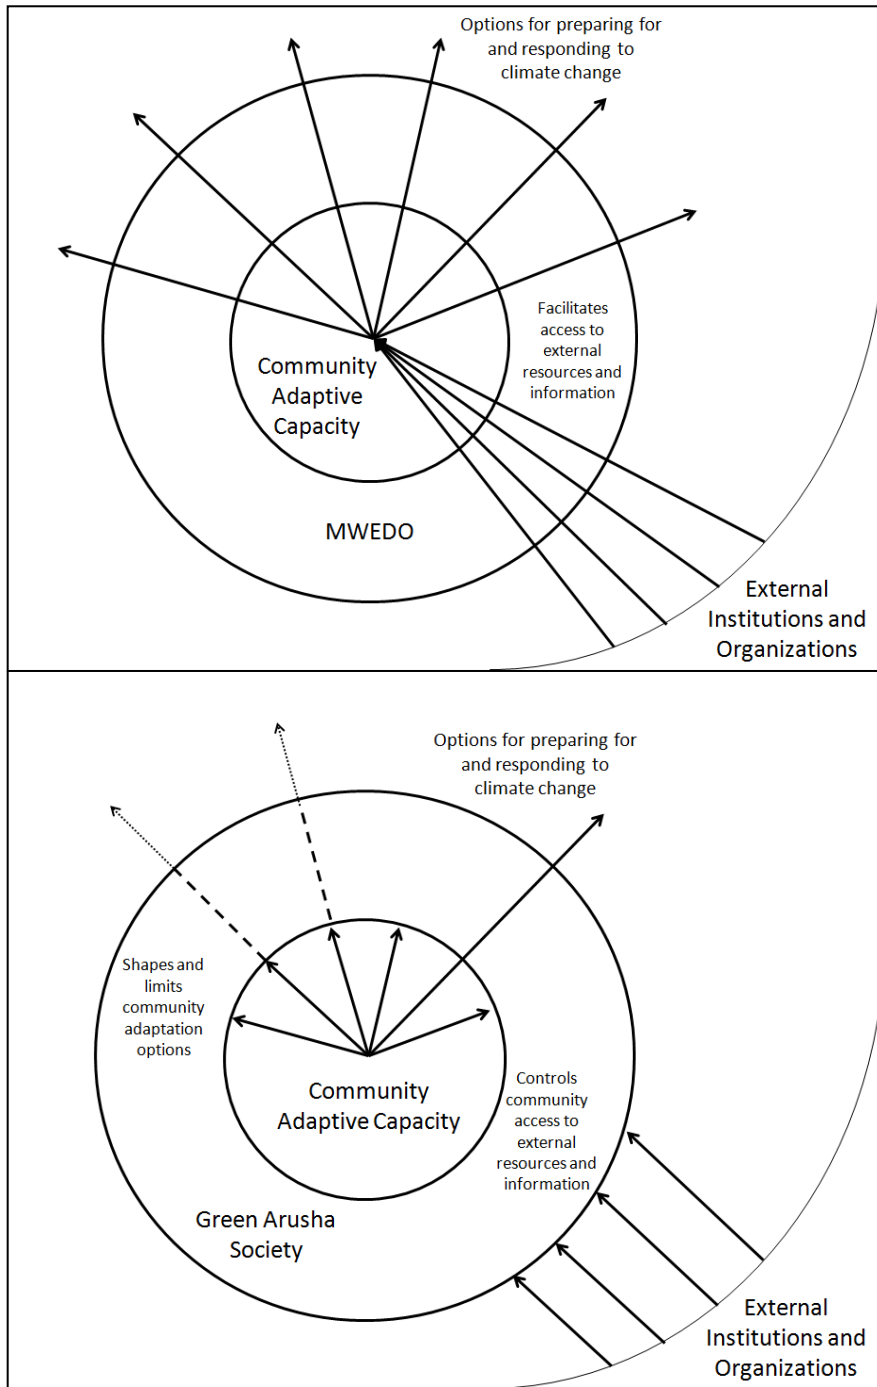 Options for preparing for
and responding to
climate change
Facilitates
access to
external
resources and
information
Community
Adaptive
Capacity
MWEDO
External
Institutions and
Organizations
Options for preparing for
and responding to
climate change
Shapes and
limits
community
adaptation
options
Controls
community
access to
external
resources and
information
Community
Adaptive Capacity
Green Arusha
Society
External
Institutions and
Organizations